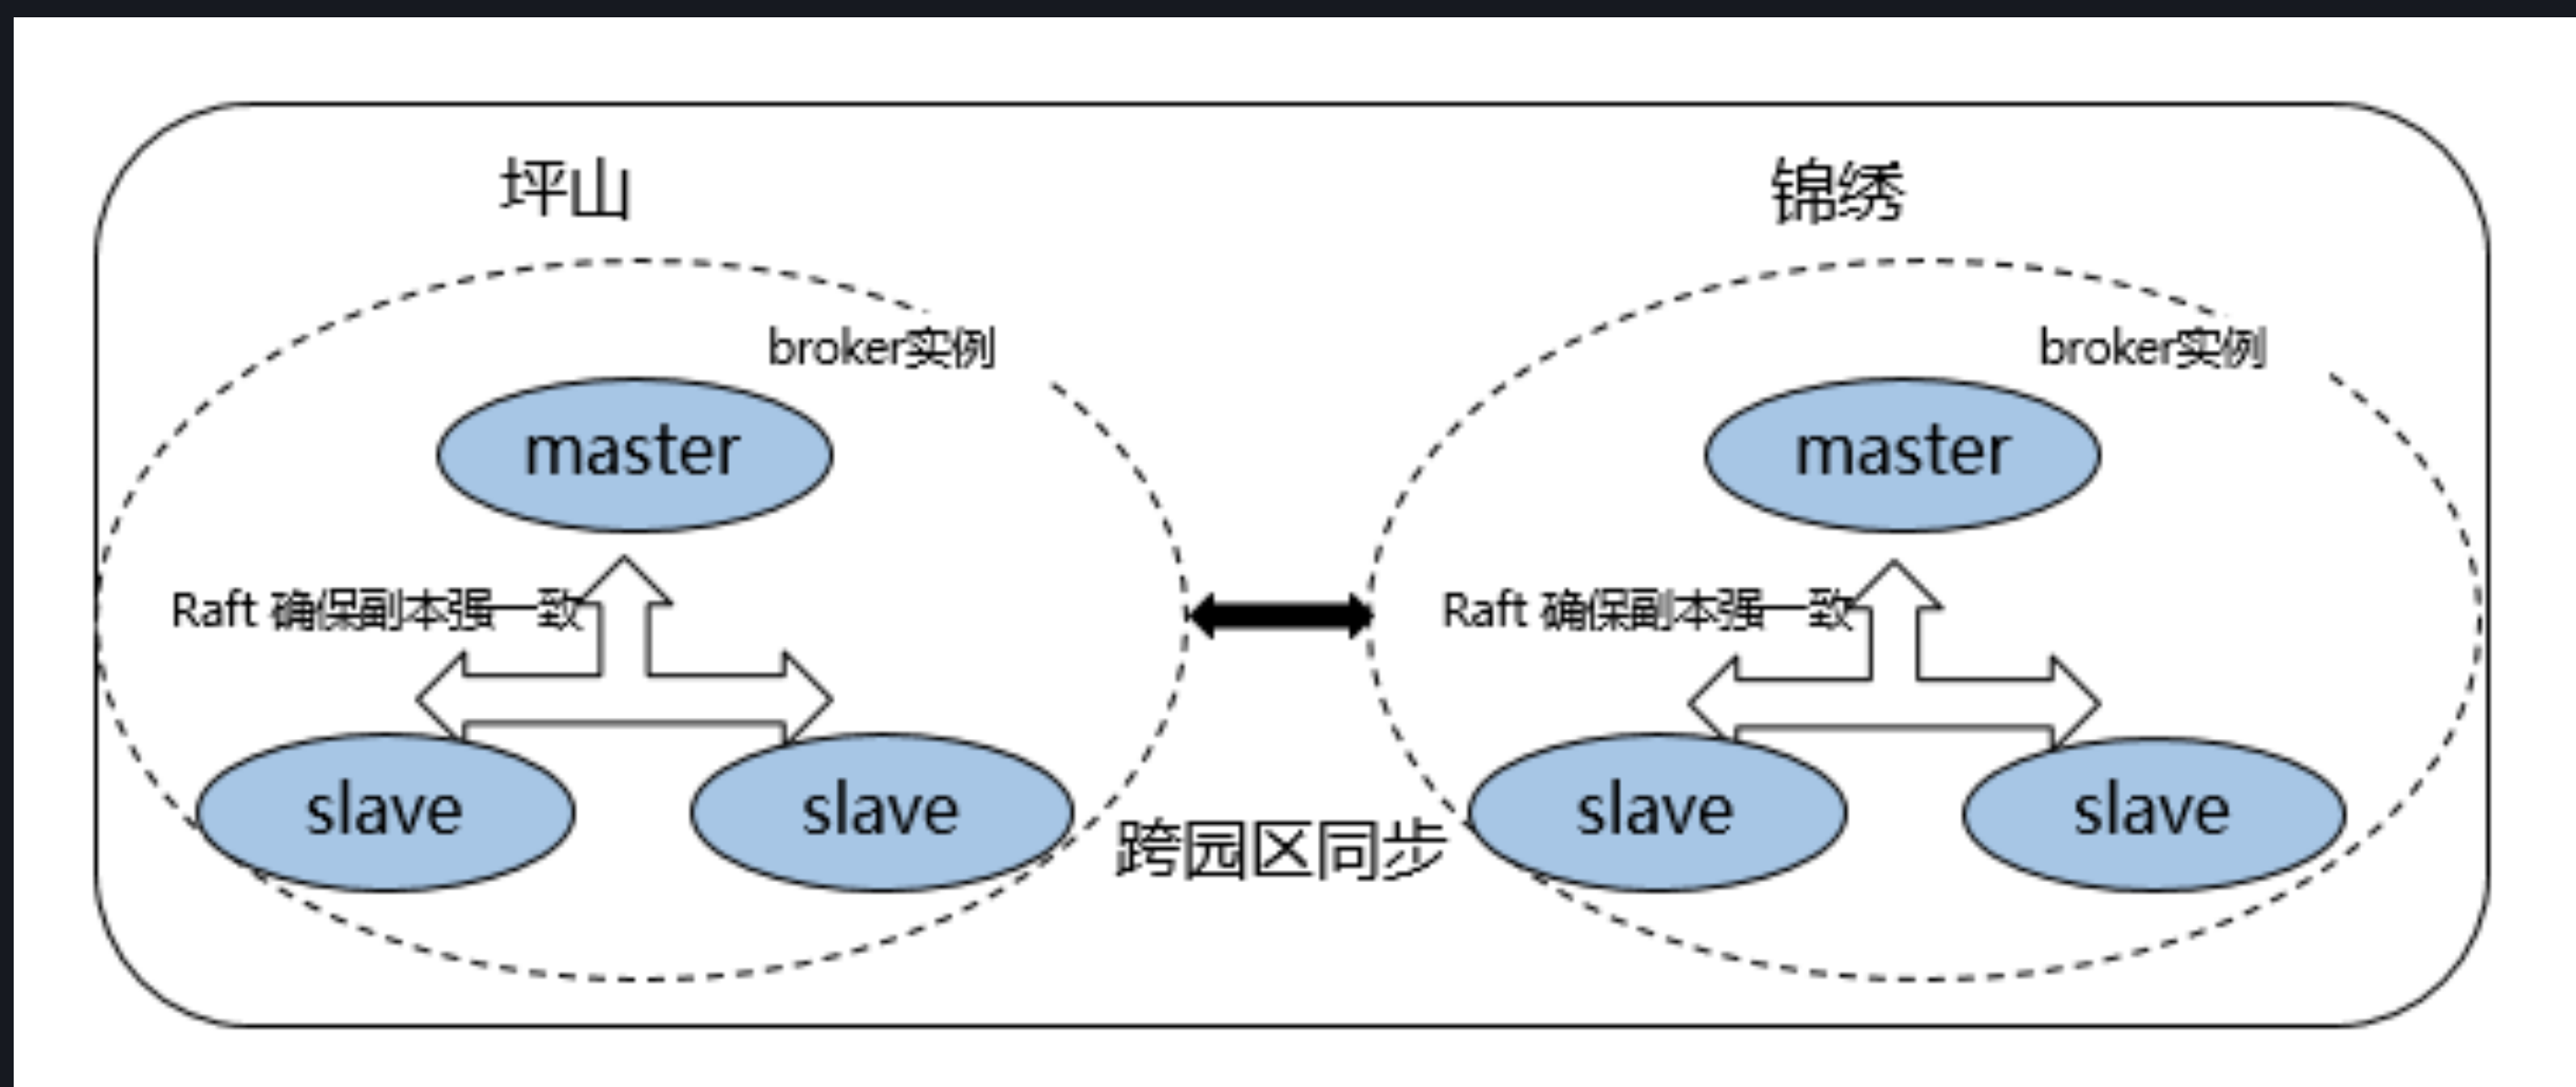 坪山
broker实例
master
Raft 确保副本强一致
slave
slave
跨园区同步
锦绣
broker实例
master
Raft 确保副本强一致
slave
slave